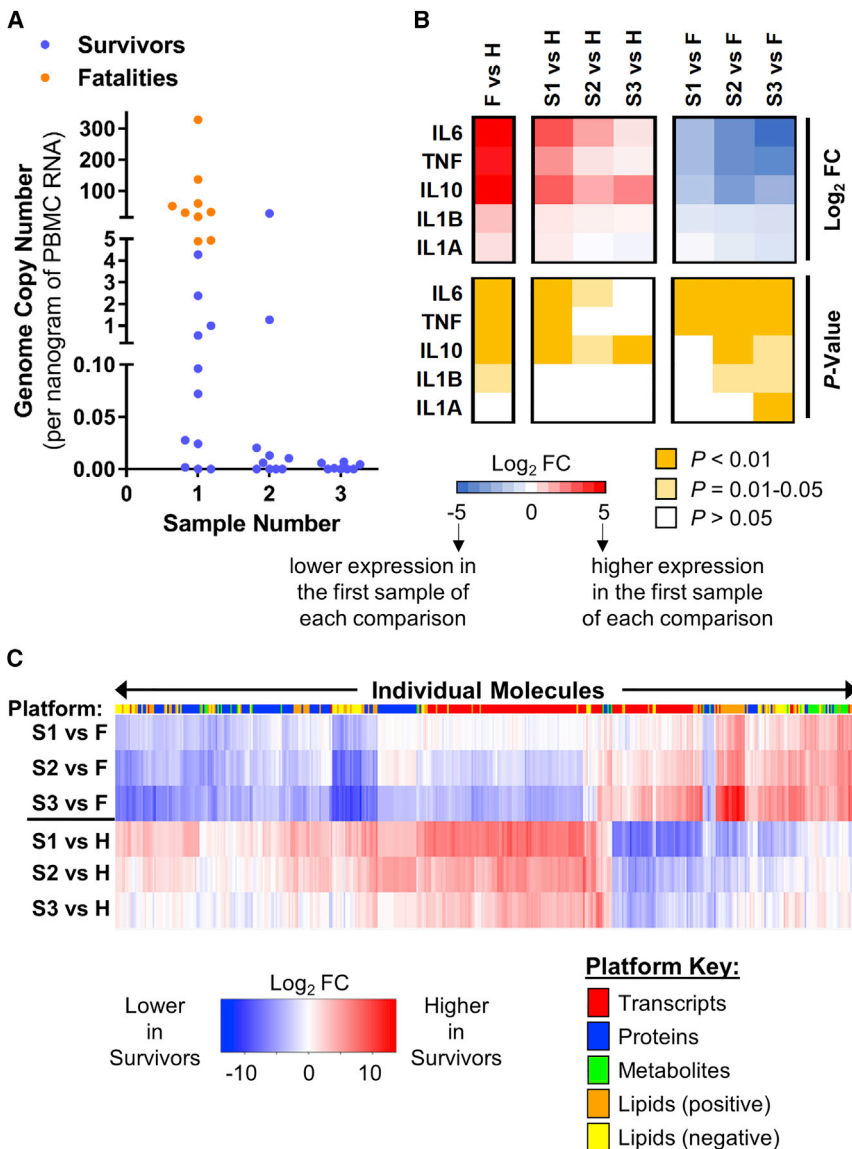 A
Survivors
Fatalities
Genome Copy Number
(per nanogram of PBMC RNA)
300
200
100
5
4
3
2
1
0.10
0.05
0.00
0 1 2 3
Sample Number
B
F vs H
S1 vs H
S2 vs H
S3 vs H
S1 vs F
S2 vs F
S3 vs F
IL6
TNF
IL10
IL1B
IL1A
Log2 FC
IL6
TNF
IL10
IL1B
IL1A
P-Value
Log2 FC
-5 0 5
P < 0.01
P = 0.01-0.05
P > 0.05
lower expression in
the first sample of
each comparison
higher expression
in the first sample
of each comparison
C
Individual Molecules
Platform:
S1 vs F
S2 vs F
S3 vs F
S1 vs H
S2 vs H
S3 vs H
Log2 FC
Lower
in
Survivors
Higher
in
Survivors
-10 0 10
Platform Key:
Transcripts
Proteins
Metabolites
Lipids (positive)
Lipids (negative)